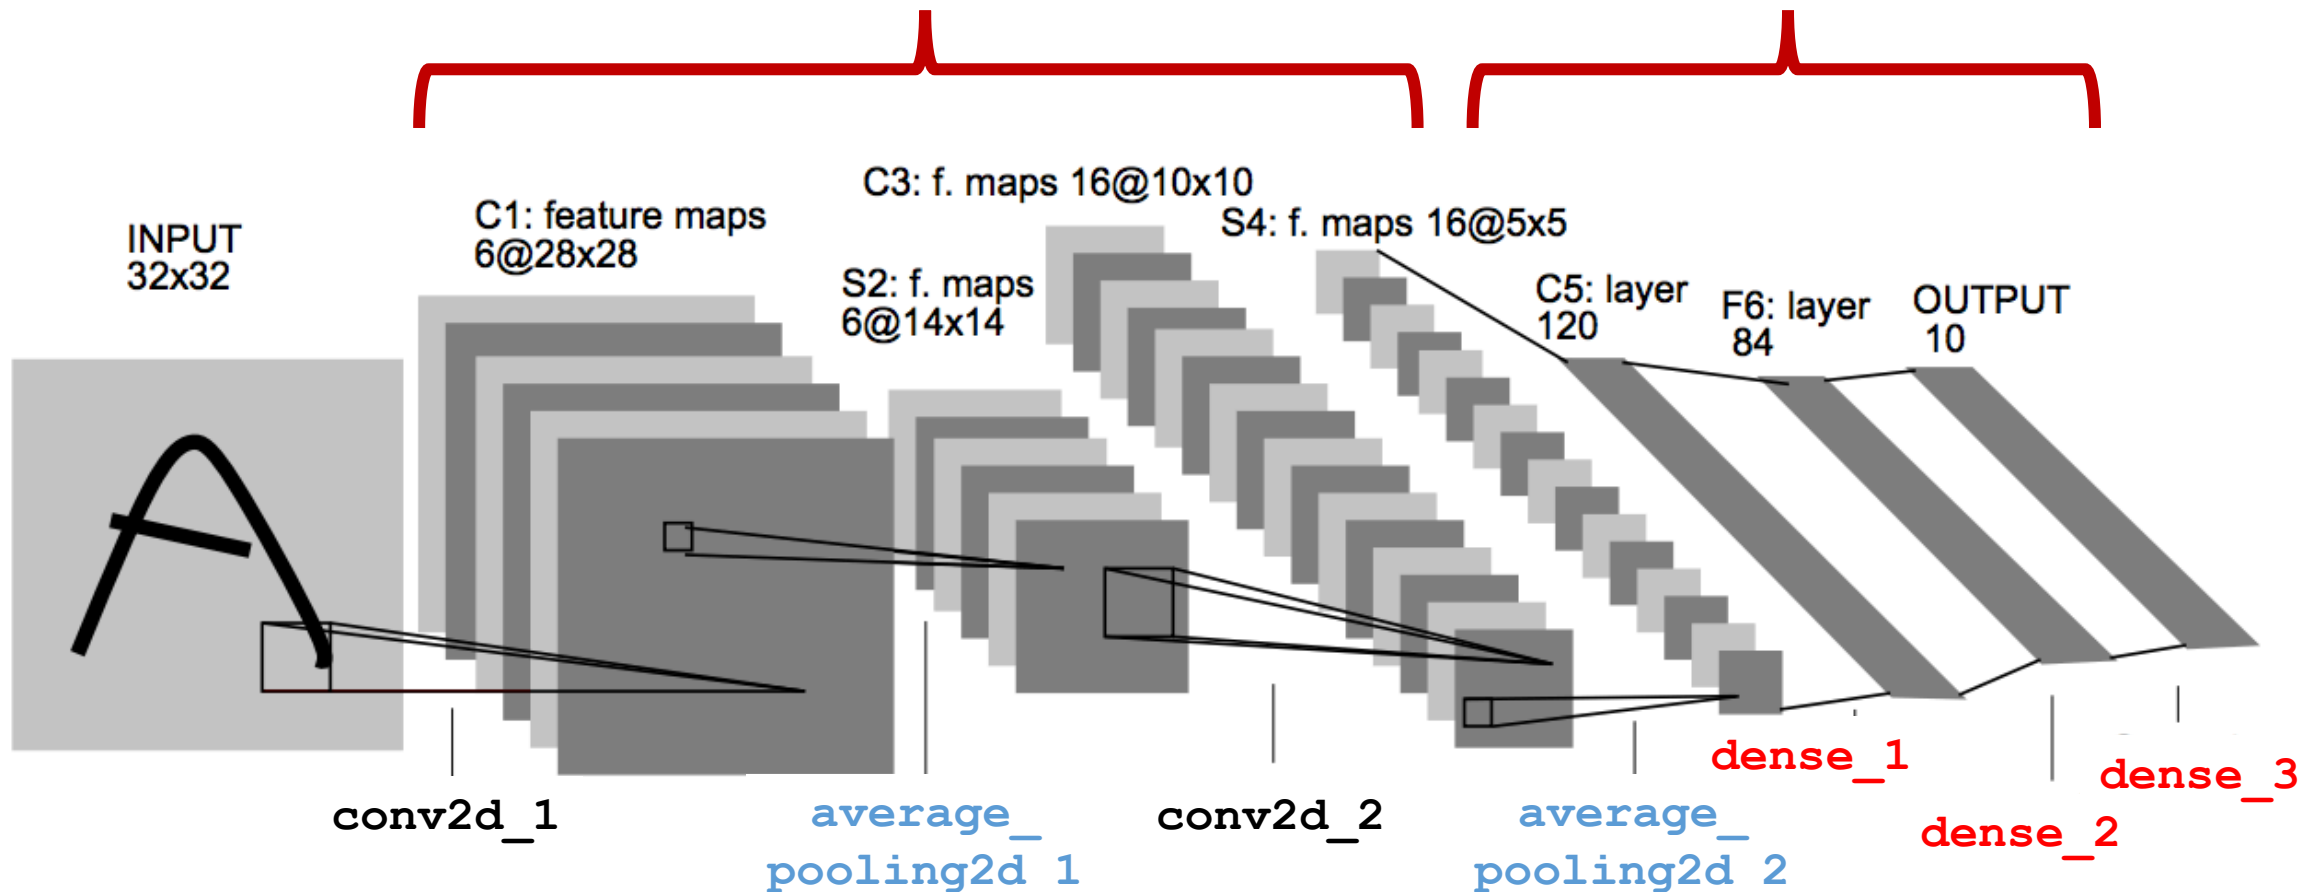 INPUT
32x32
C1: feature maps
6@28x28
S2: f. maps
6@14x14
C3: f. maps 16@10x10
S4: f. maps 16@5x5
C5: layer
120
F6: layer
84
OUTPUT
10
conv2d_1
average_
pooling2d_1
conv2d_2
average_
pooling2d_2
dense_1
dense_2
dense_3